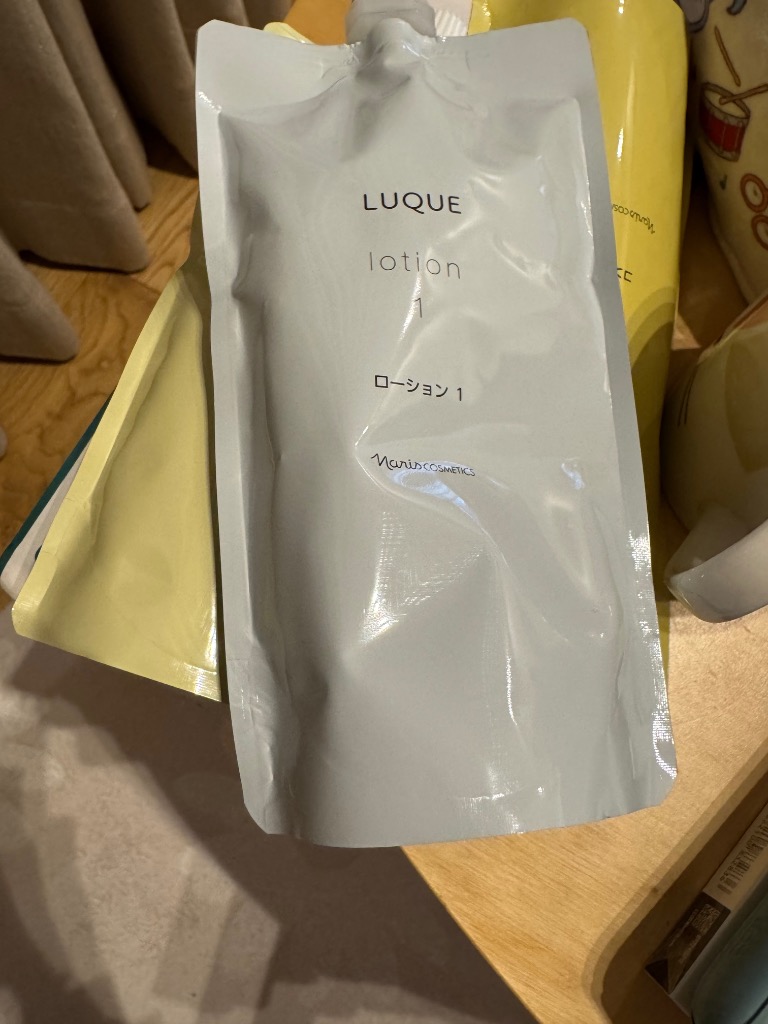 LUQUE
lotion
1
ローション 1
Naris COSMETICS